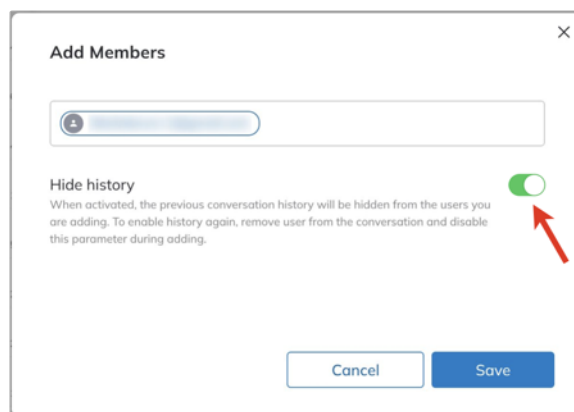 Add Members
Hide history
When activated, the previous conversation history will be hidden from the users you
are adding. To enable history again, remove user from the conversation and disable
this parameter during adding.
Cancel
Save